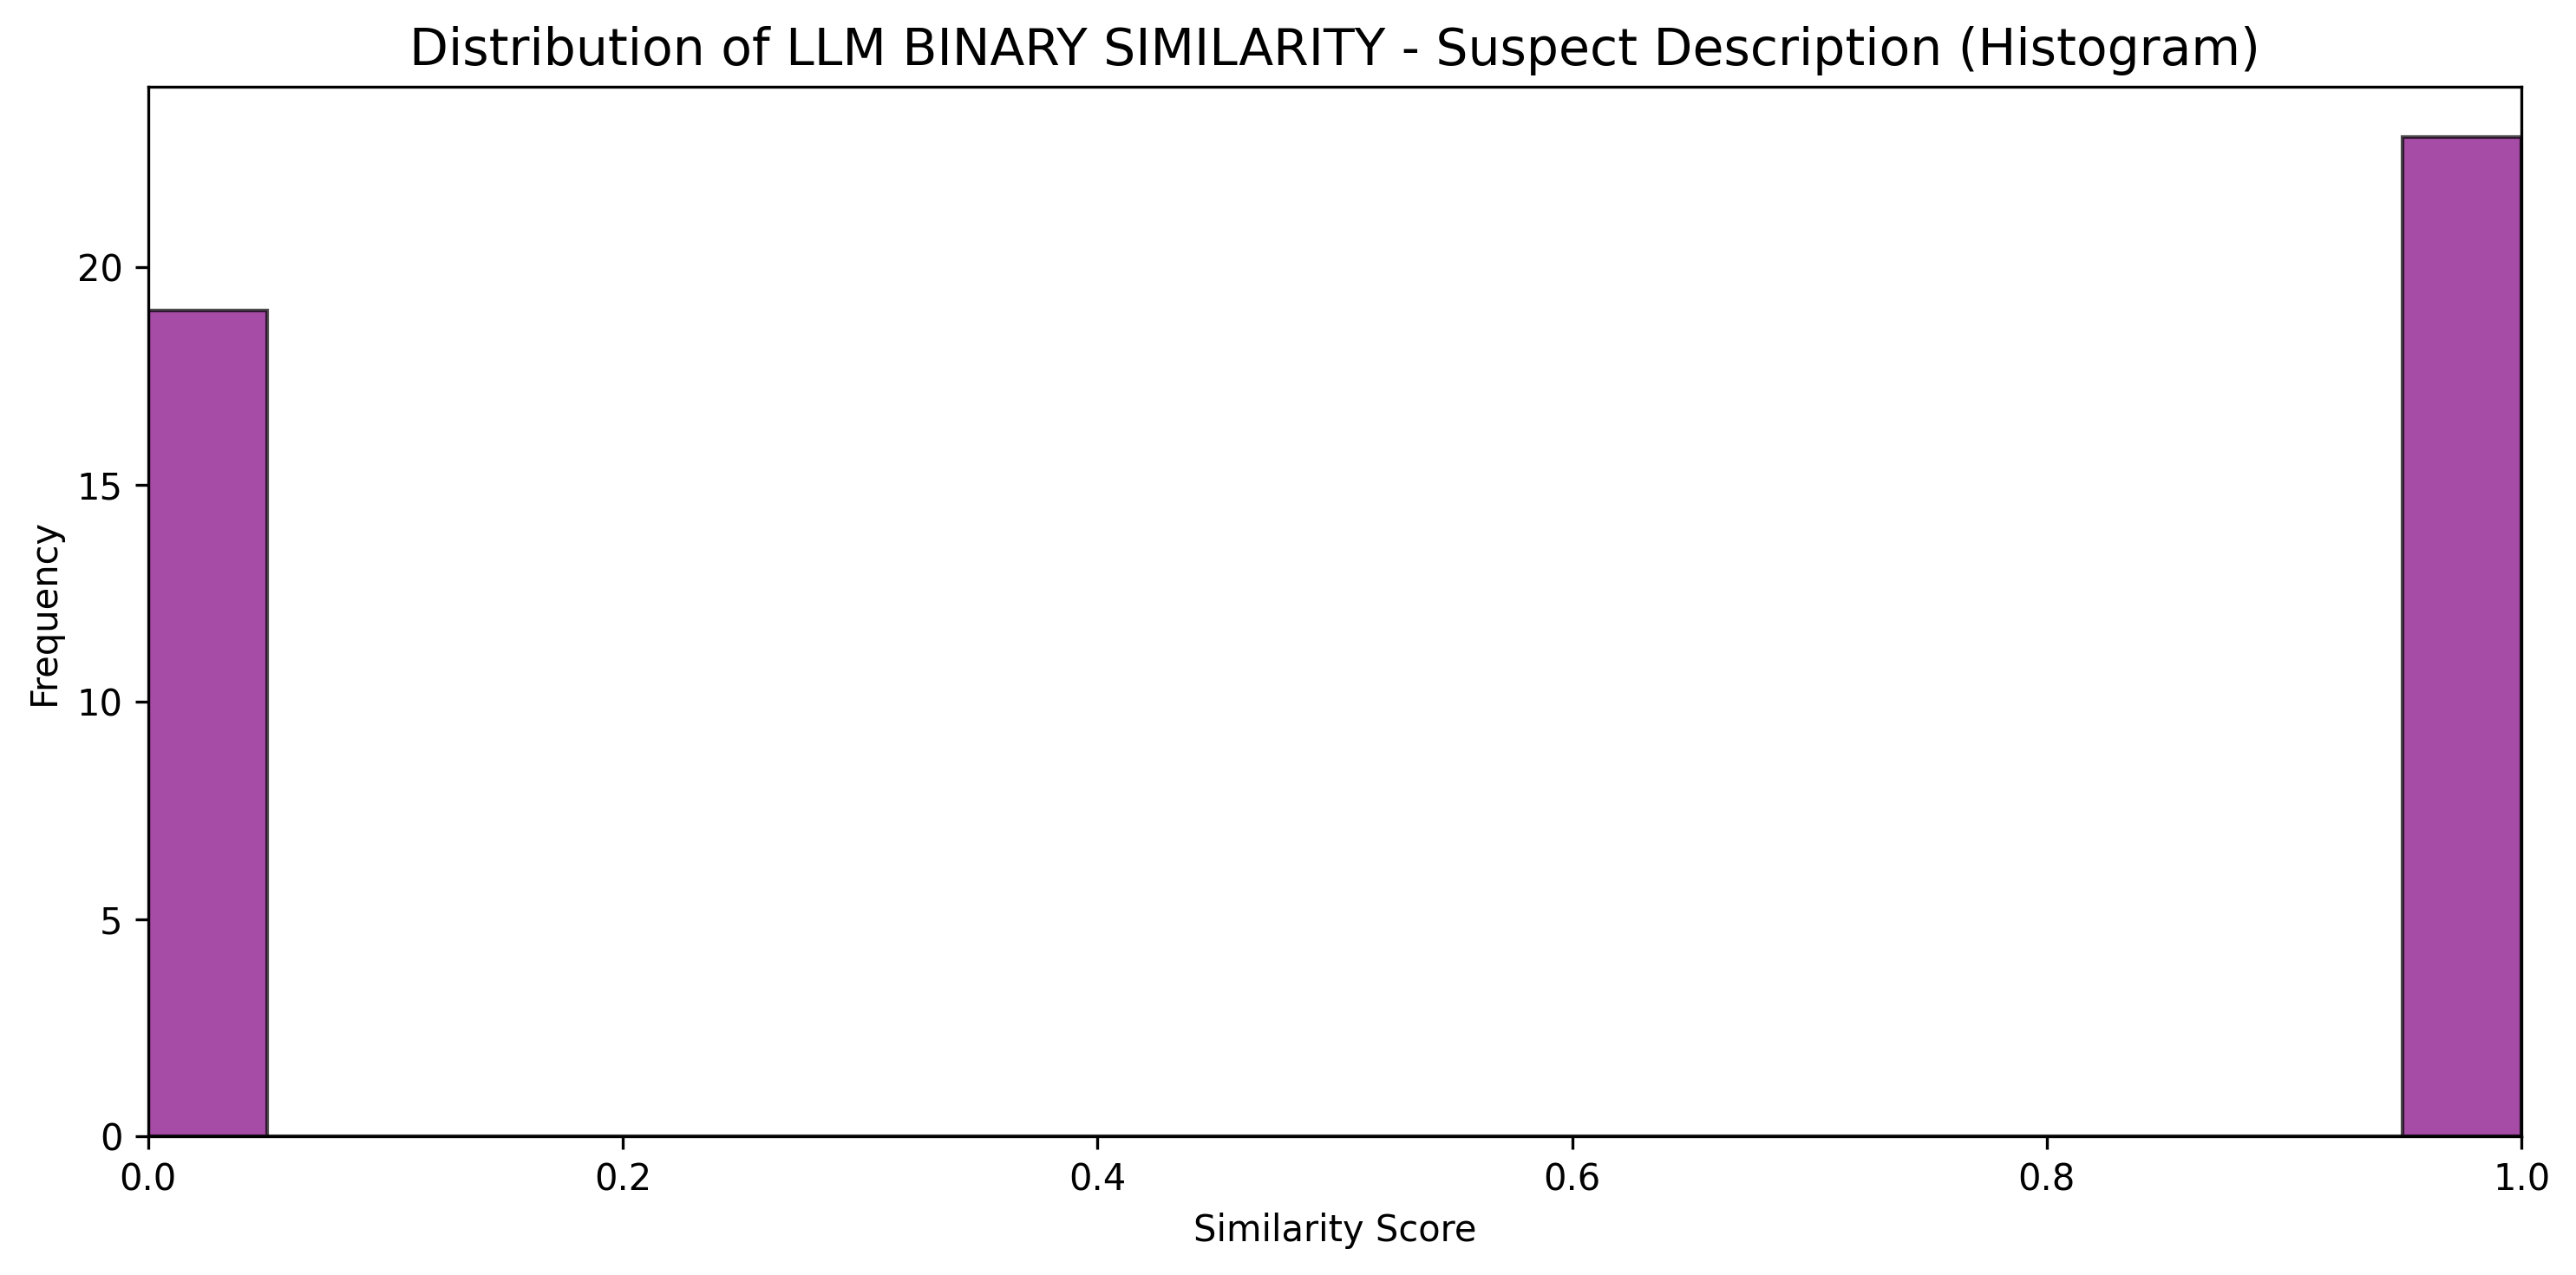 Distribution of LLM BINARY SIMILARITY - Suspect Description (Histogram)
20
15
10
5
0
Frequency
0.0 0.2 0.4 0.6 0.8 1.0
Similarity Score